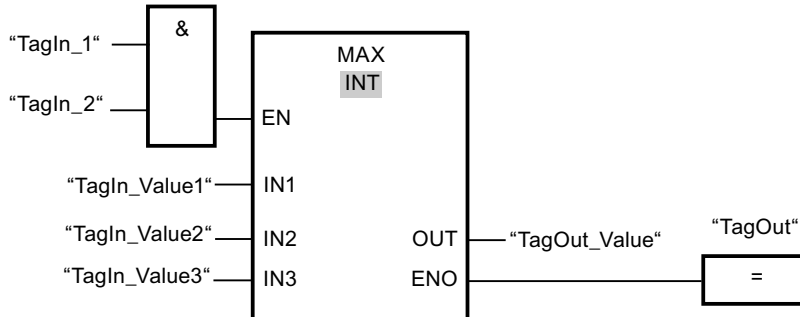 &
“TagIn_1“
MAX
INT
“TagIn_2“
EN
“TagIn_Value1“ IN1
“TagIn_Value2“ IN2 OUT “TagOut_Value“ “TagOut“
“TagIn_Value3“ IN3 ENO =